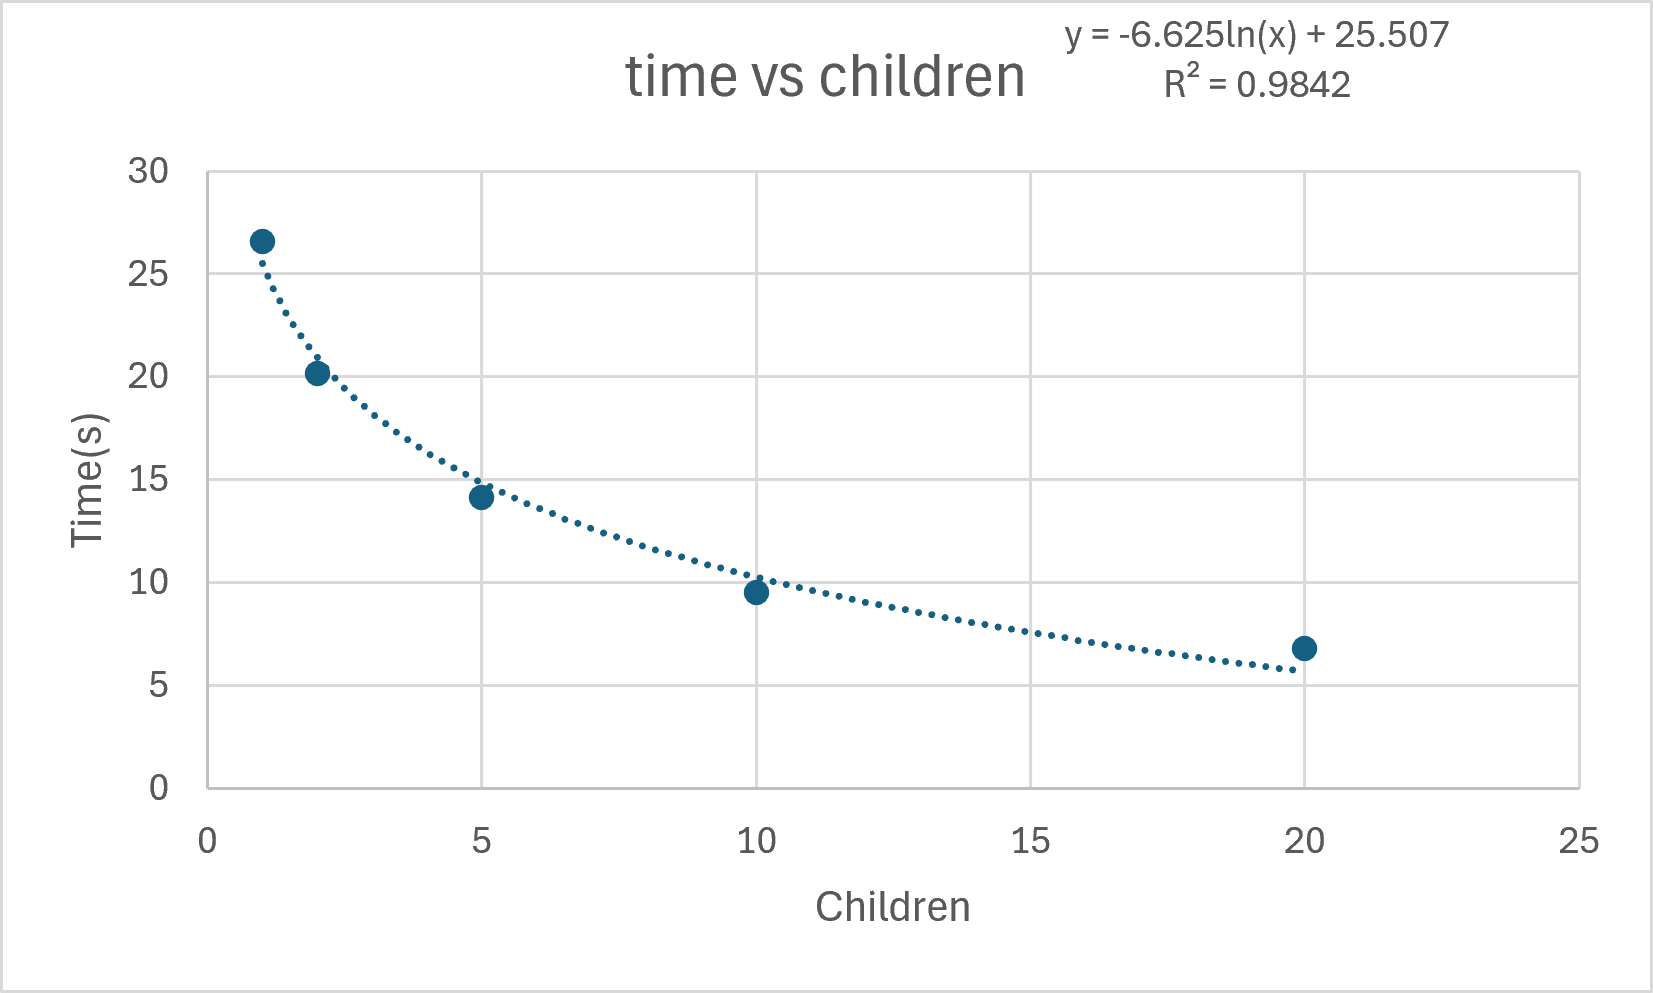 y = -6.625ln(x) + 25.507
R² = 0.9842
time vs children
30
25
20
15
10
5
0
Time(s)
0 5 10 15 20 25
Children